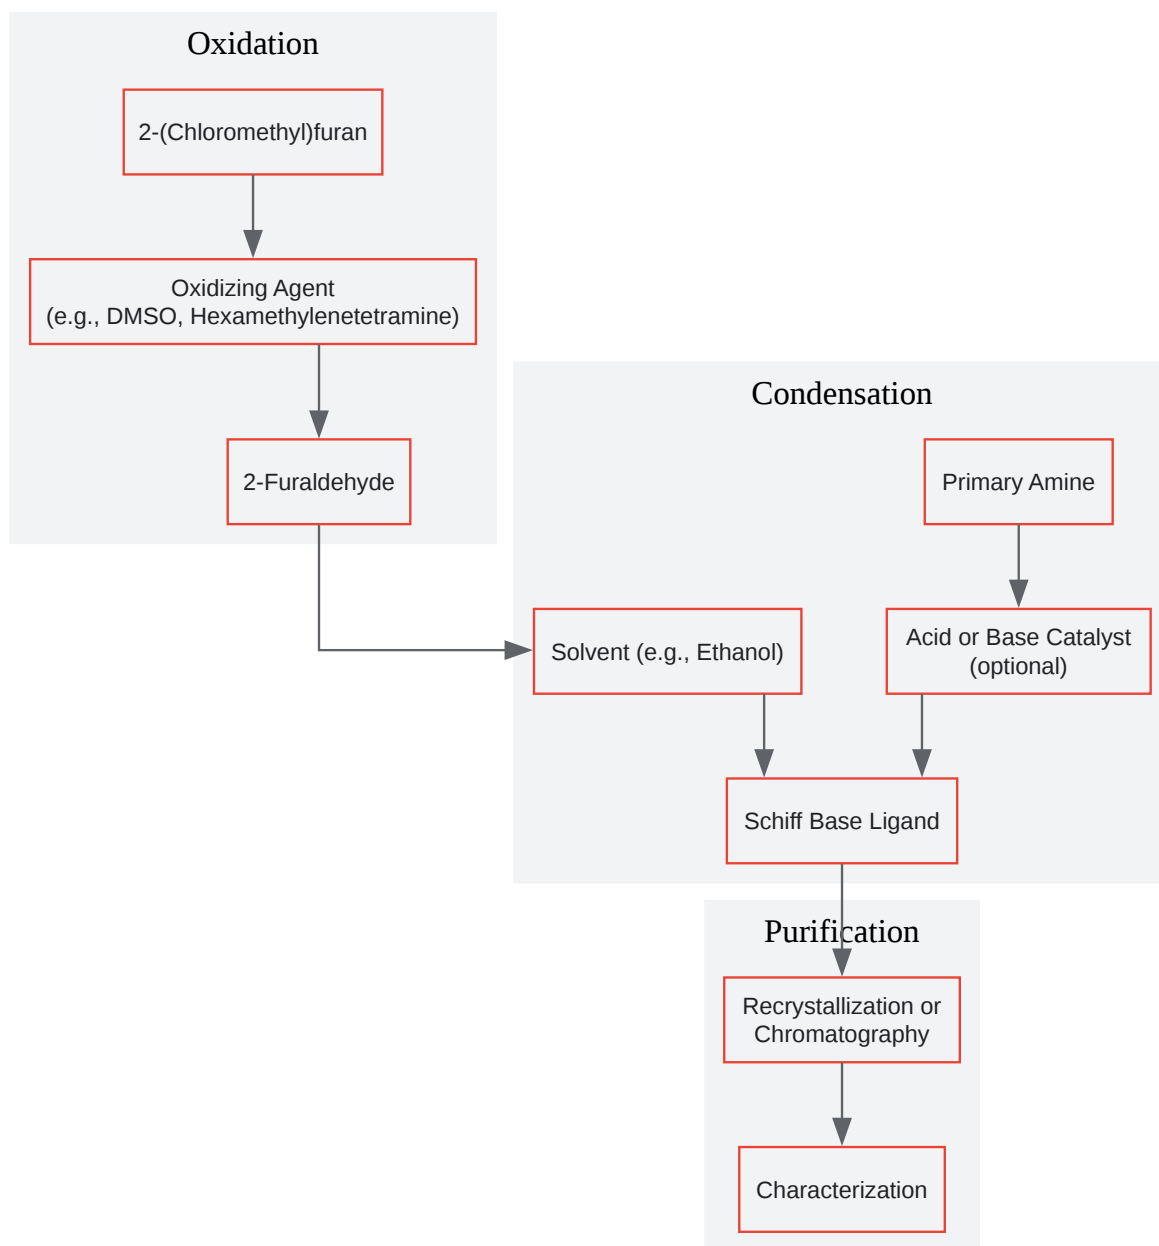 Oxidation
2-(Chloromethyl)furan
Oxidizing Agent
(e.g., DMSO, Hexamethylenetetramine)
2-Furaldehyde
Condensation
Primary Amine
Solvent (e.g., Ethanol)
Acid or Base Catalyst
(optional)
Schiff Base Ligand
Purification
Recrystallization or
Chromatography
Characterization